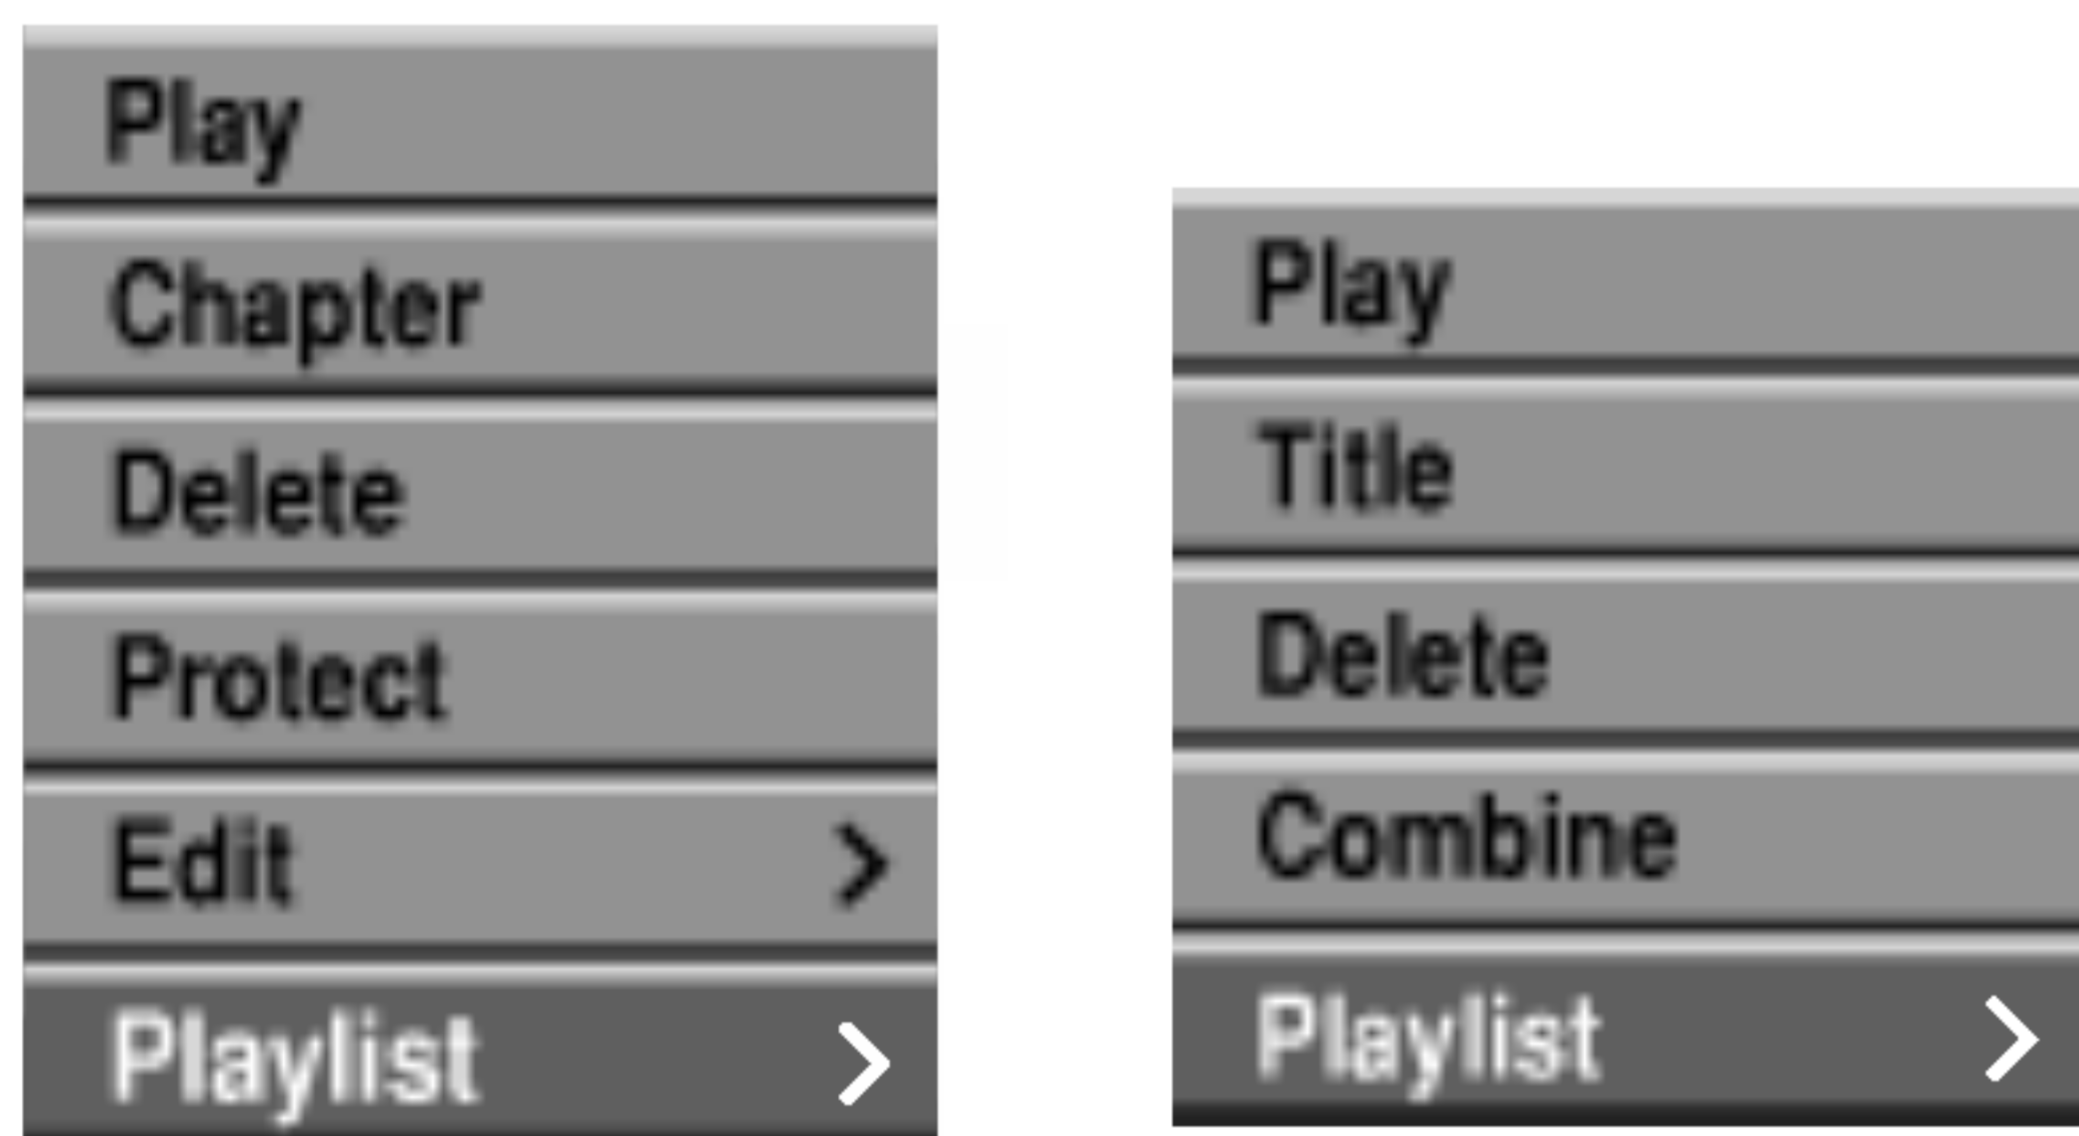 Play
Chapter
Delete
Protect
Edit >
Playlist >
Play
Title
Delete
Combine
Playlist >